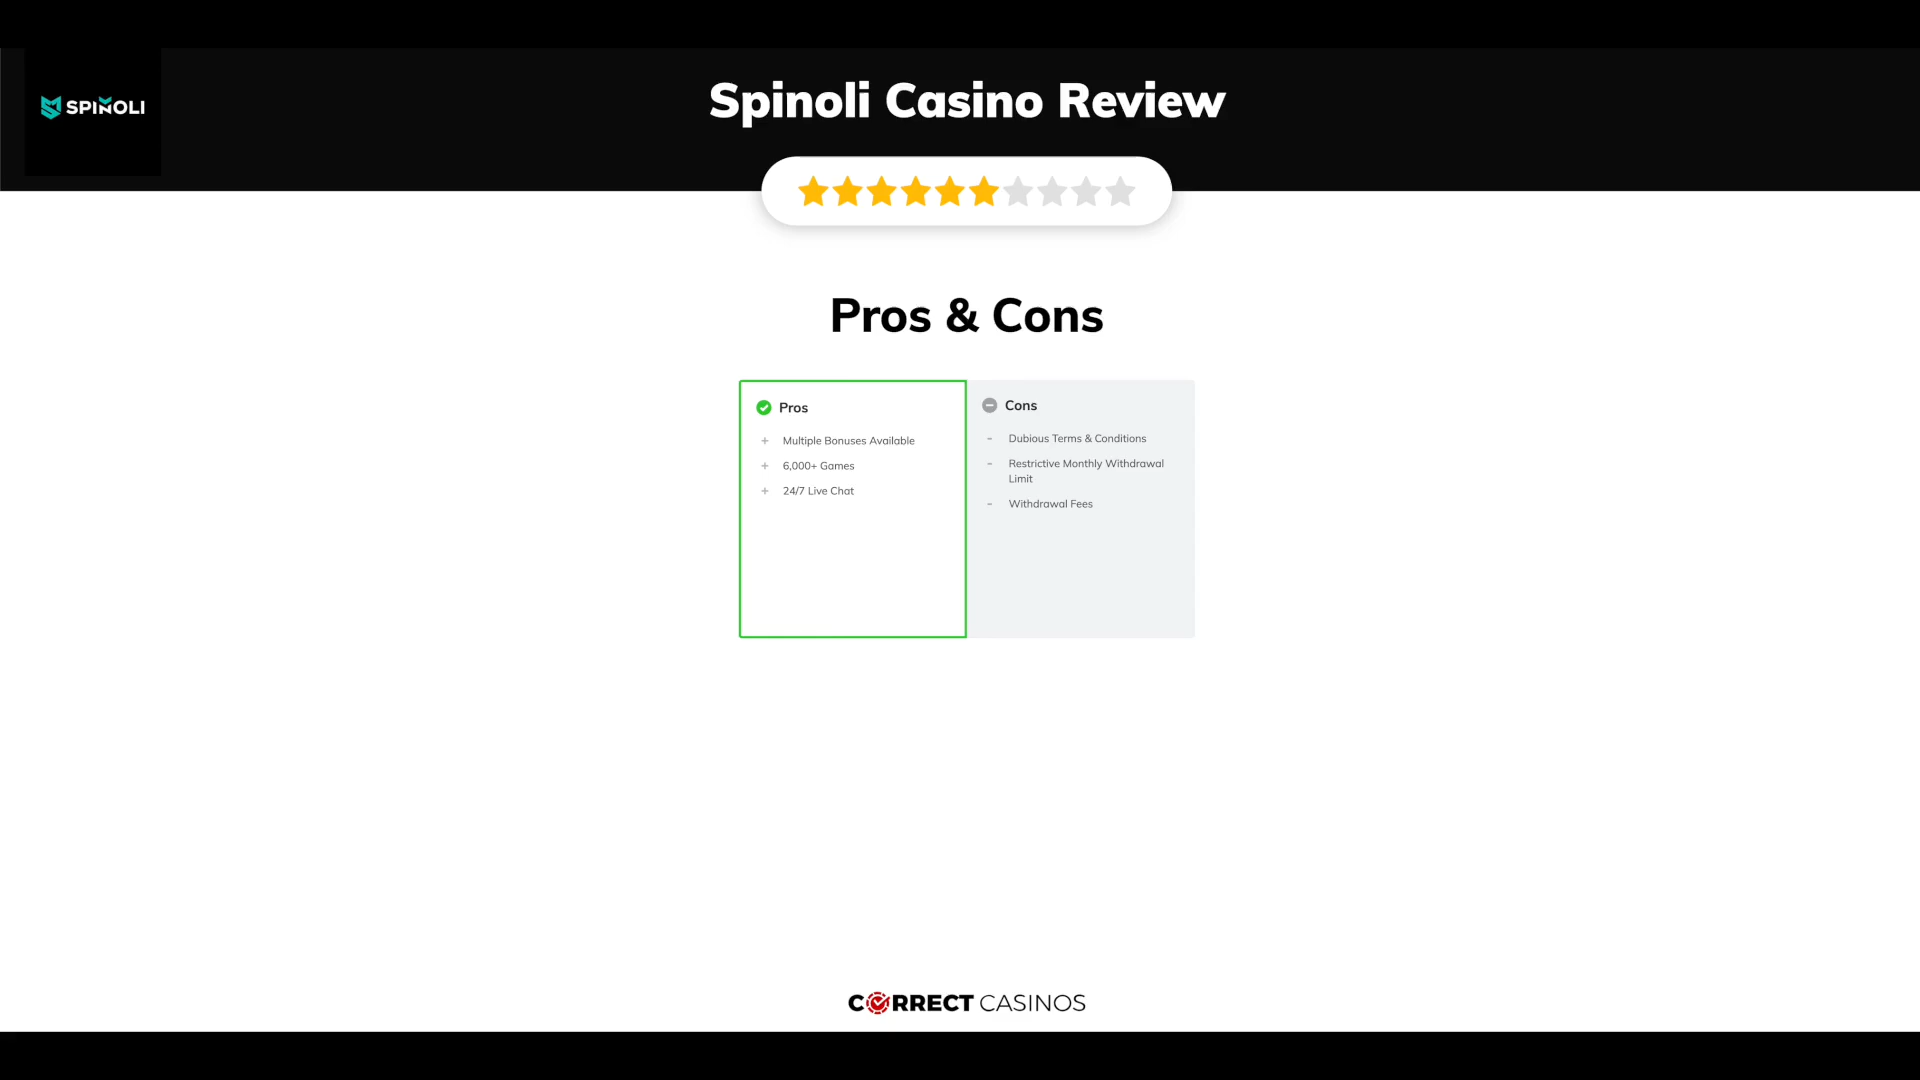 SPINOLI
Spinoli Casino Review
Pros & Cons
Pros
+ Multiple Bonuses Available
+ 6,000+ Games
+ 24/7 Live Chat
Cons
- Dubious Terms & Conditions
- Restrictive Monthly Withdrawal
Limit
- Withdrawal Fees
CORRECT CASINOS